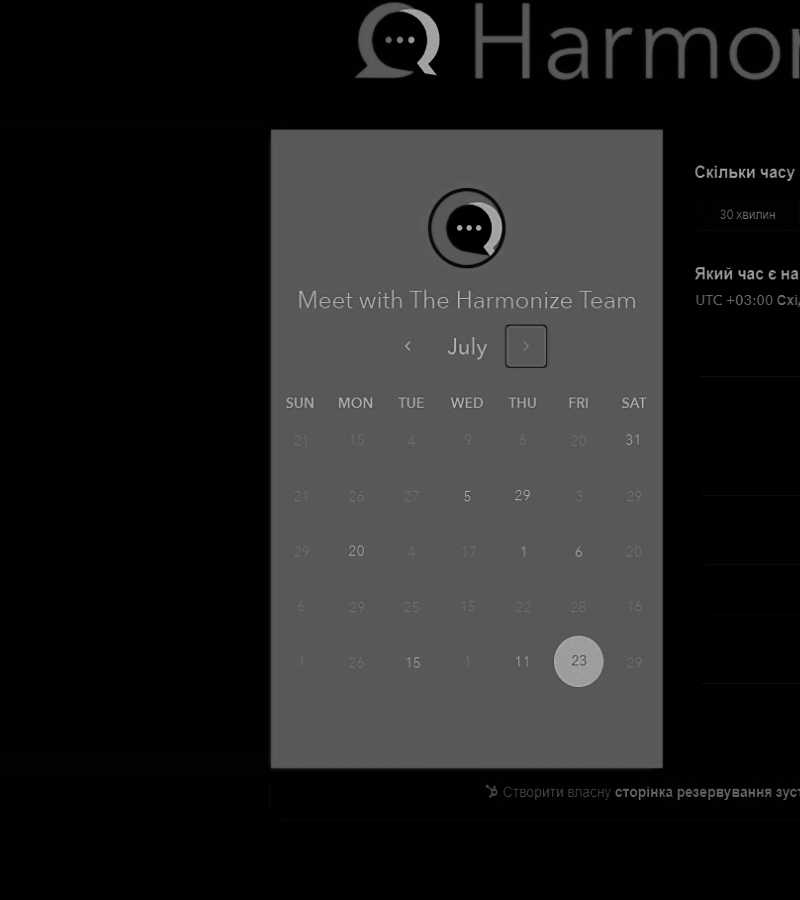 Harmon
Meet with The Harmonize Team
‹ July ›
SUN MON TUE WED THU FRI SAT
21 15 4 9 6 20 31
21 26 27 5 29 3 29
29 20 4 17 1 6 20
6 29 25 15 22 28 16
1 26 15 1 11 23 29
Скільки часу
30 хвилин
Який час є на
UTC +03:00 Схі
Створити власну сторінка резервування зуст